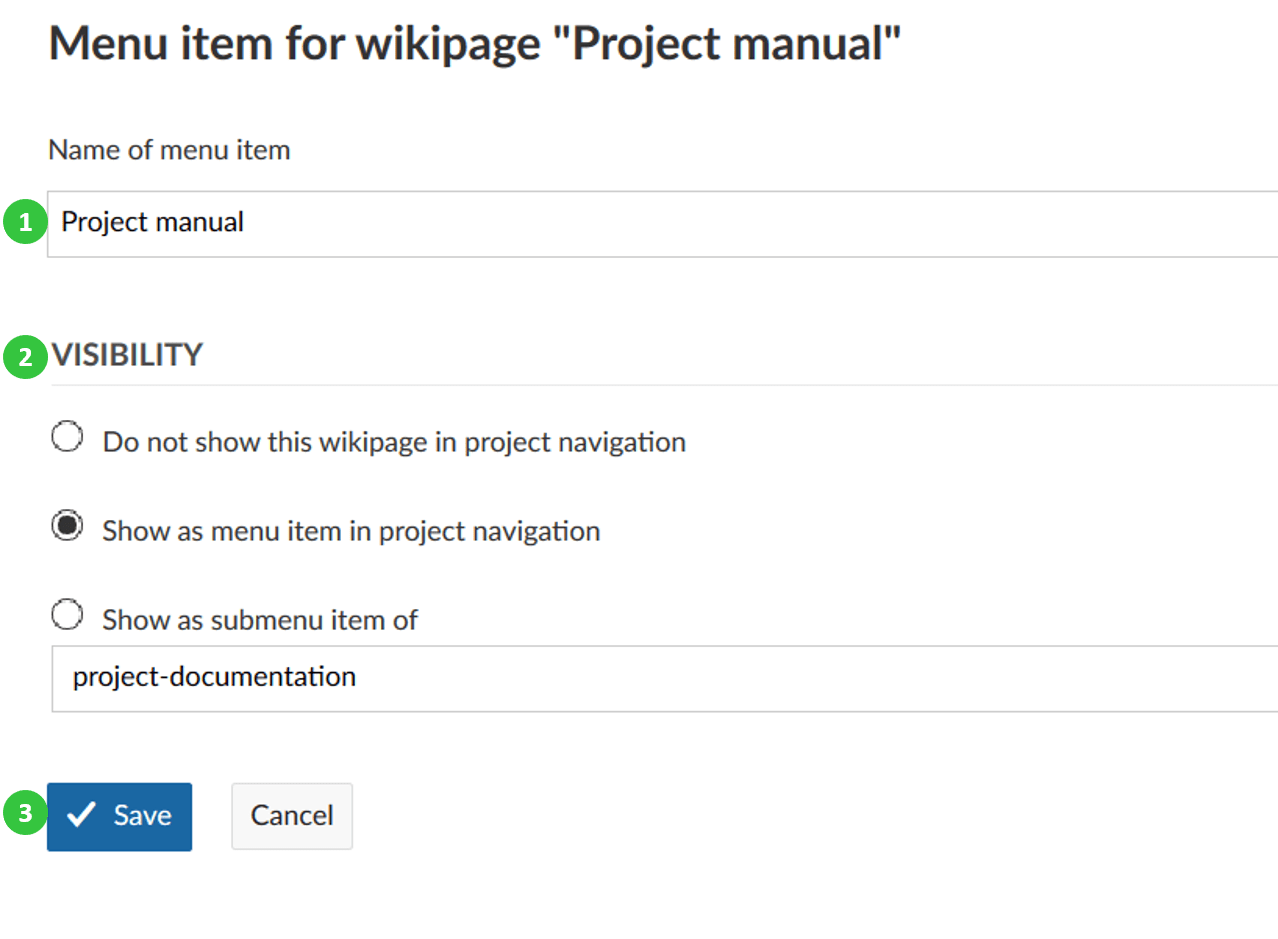 Menu item for wikipage "Project manual"
Name of menu item
1 Project manual
2 VISIBILITY
Do not show this wikipage in project navigation
Show as menu item in project navigation
Show as submenu item of
project-documentation
3 Save Cancel